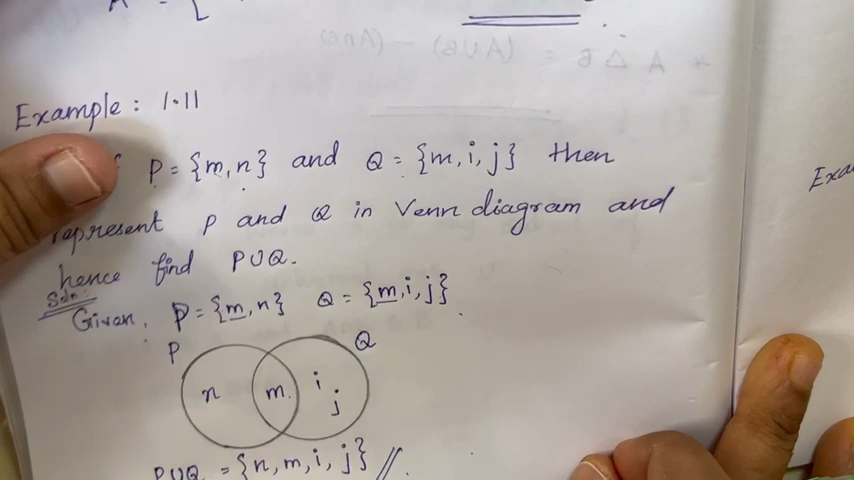 A = {
A Δ B = (A∪B) – (A∩B)
Example: 1.11
P = {m, n} and Q = {m, i, j} then
represent P and Q in Venn diagram and
hence find P∪Q.
Soln:
Given, P = {m, n} Q = {m, i, j}.
P Q
n m. i
j
P∪Q = {n, m, i, j} //.